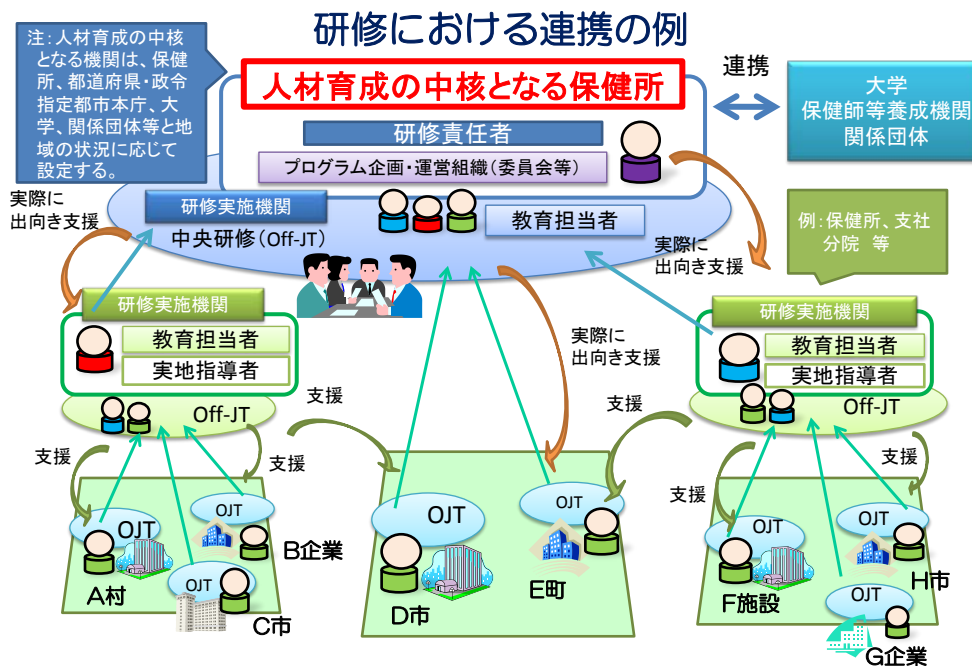 研修における連携の例
注：人材育成の中核
となる機関は、保健
所、都道府県・政令
指定都市本庁、大
学、関係団体等と地
域の状況に応じて
設定する。
人材育成の中核となる保健所
連携
大学
保健師等養成機関
関係団体
研修責任者
プログラム企画・運営組織（委員会等）
実際に
出向き支援
研修実施機関
中央研修（Off-JT）
教育担当者
実際に
出向き支援
例：保健所、支社
分院　等
研修実施機関
教育担当者
実地指導者
Off-JT
実際に
出向き支援
研修実施機関
教育担当者
実地指導者
Off-JT
支援
支援
支援
支援
支援
支援
OJT
A村
OJT
B企業
OJT
C市
OJT
D市
OJT
E町
OJT
F施設
OJT
H市
OJT
G企業